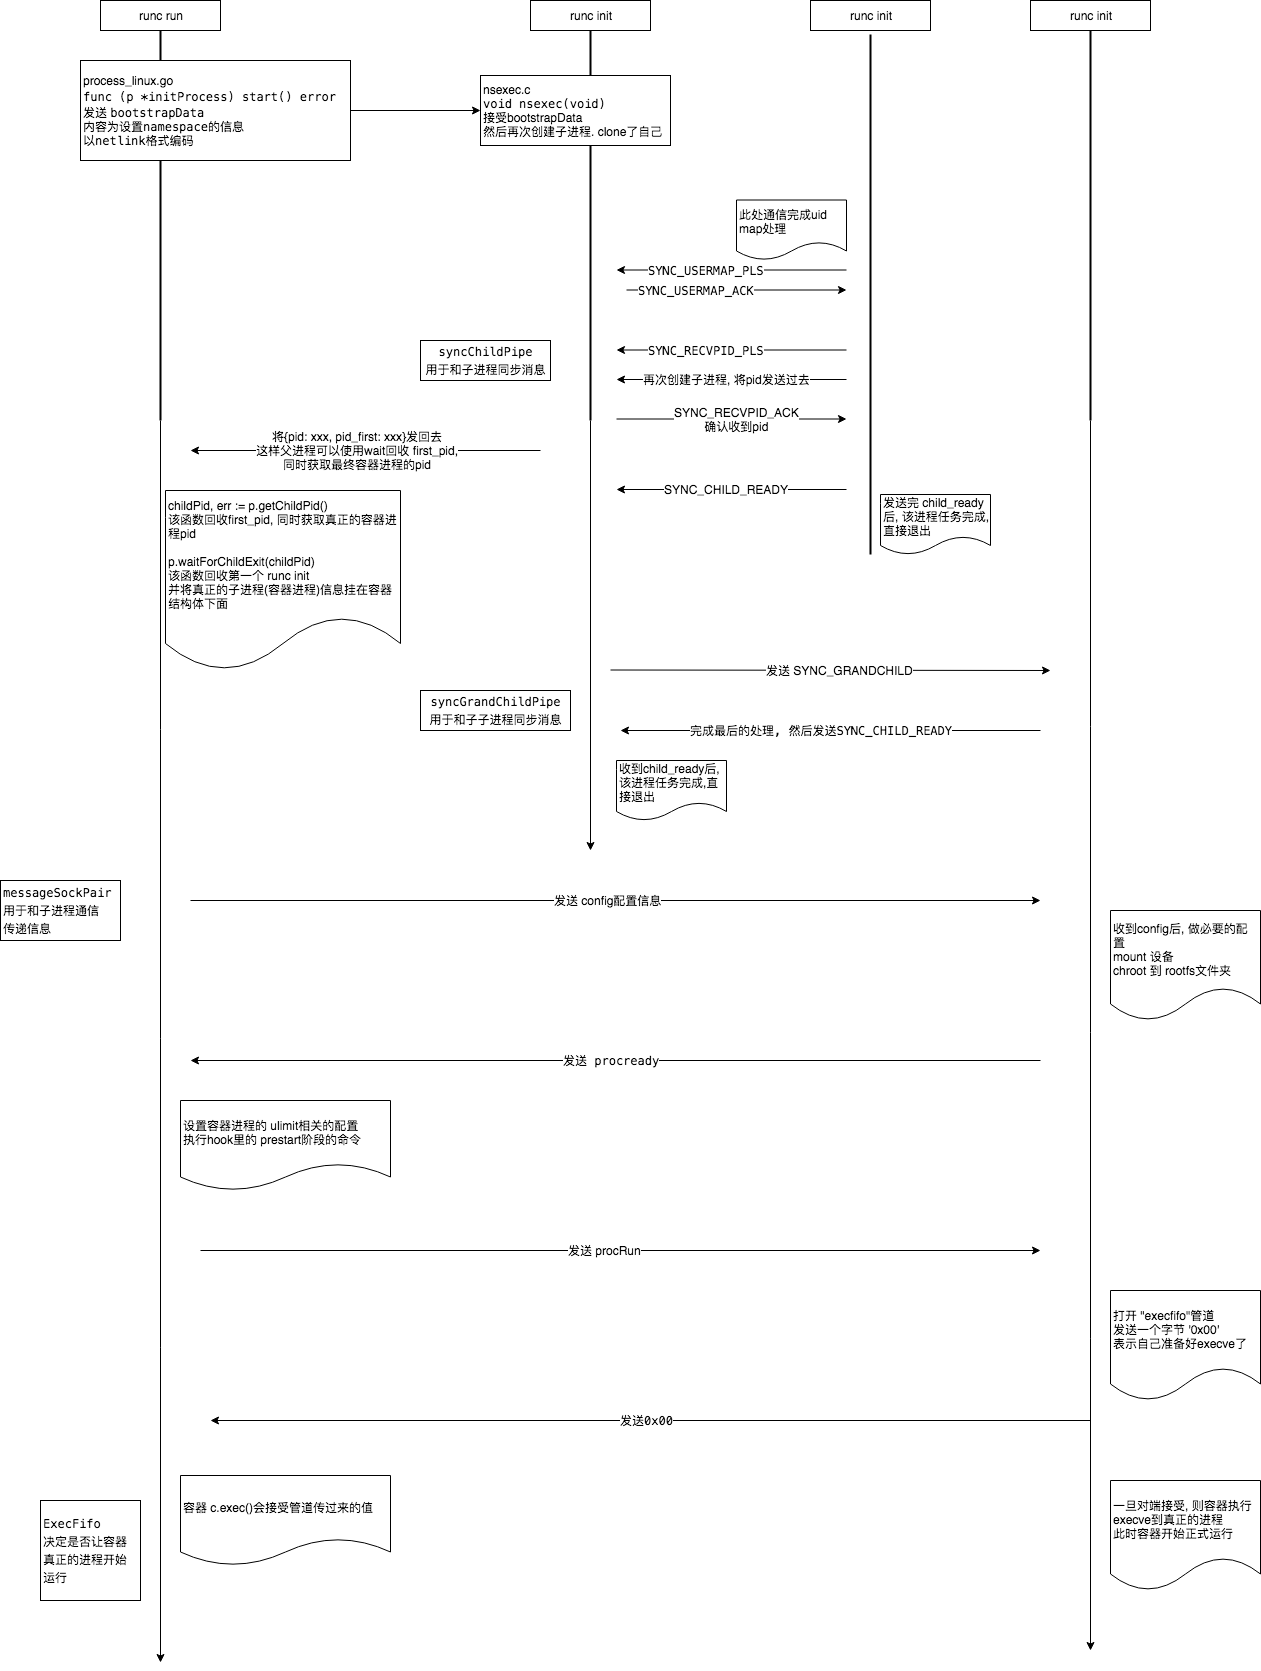 runc run
runc init
runc init
runc init
process_linux.go
func (p *initProcess) start() error
发送 bootstrapData
内容为设置namespace的信息
以netlink格式编码
nsexec.c
void nsexec(void)
接受bootstrapData
然后再次创建子进程. clone了自己
此处通信完成uid
map处理
SYNC_USERMAP_PLS
SYNC_USERMAP_ACK
syncChildPipe
用于和子进程同步消息
SYNC_RECVPID_PLS
再次创建子进程, 将pid发送过去
SYNC_RECVPID_ACK
确认收到pid
将{pid: xxx, pid_first: xxx}发回去
这样父进程可以使用wait回收 first_pid,
同时获取最终容器进程的pid
SYNC_CHILD_READY
发送完 child_ready
后, 该进程任务完成,
直接退出
childPid, err := p.getChildPid()
该函数回收first_pid, 同时获取真正的容器进
程pid
p.waitForChildExit(childPid)
该函数回收第一个 runc init
并将真正的子进程(容器进程)信息挂在容器
结构体下面
发送 SYNC_GRANDCHILD
syncGrandChildPipe
用于和子子进程同步消息
完成最后的处理, 然后发送SYNC_CHILD_READY
收到child_ready后,
该进程任务完成,直
接退出
messageSockPair
用于和子进程通信
传递信息
发送 config配置信息
收到config后, 做必要的配
置
mount 设备
chroot 到 rootfs文件夹
发送 procready
设置容器进程的 ulimit相关的配置
执行hook里的 prestart阶段的命令
发送 procRun
打开 "execfifo"管道
发送一个字节 '0x00'
表示自己准备好execve了
发送0x00
容器 c.exec()会接受管道传过来的值
ExecFifo
决定是否让容器
真正的进程开始
运行
一旦对端接受, 则容器执行
execve到真正的进程
此时容器开始正式运行